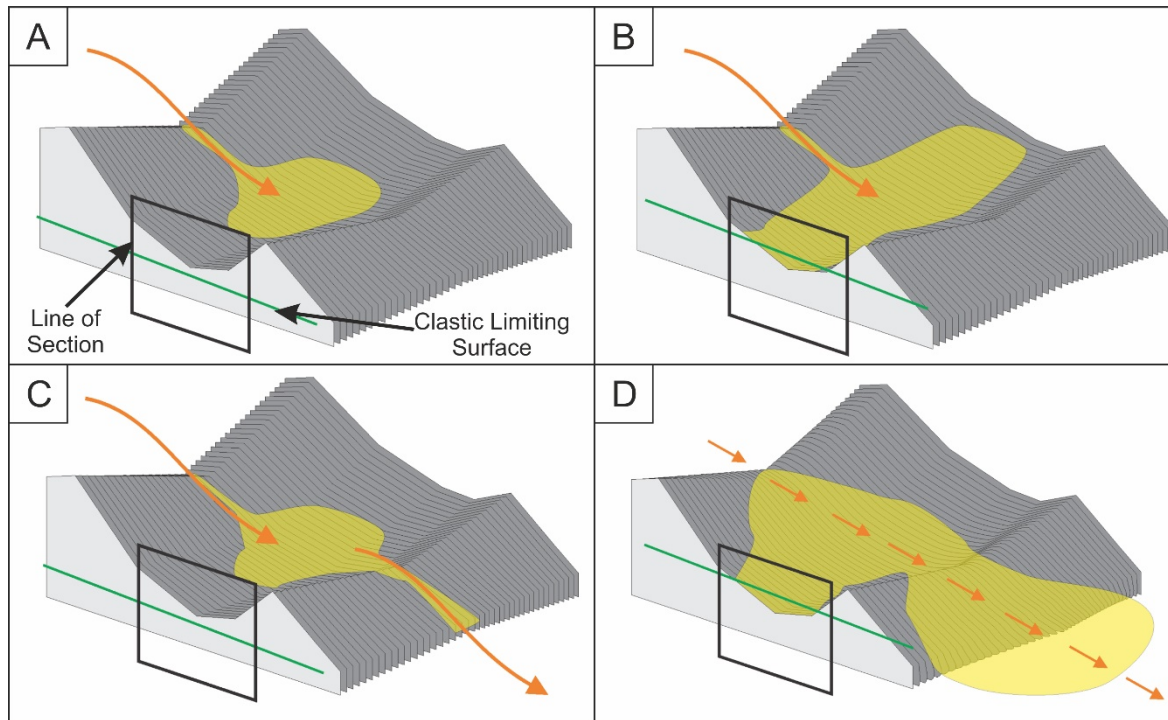 A
B
Line of
Section
Clastic Limiting
Surface
C
D